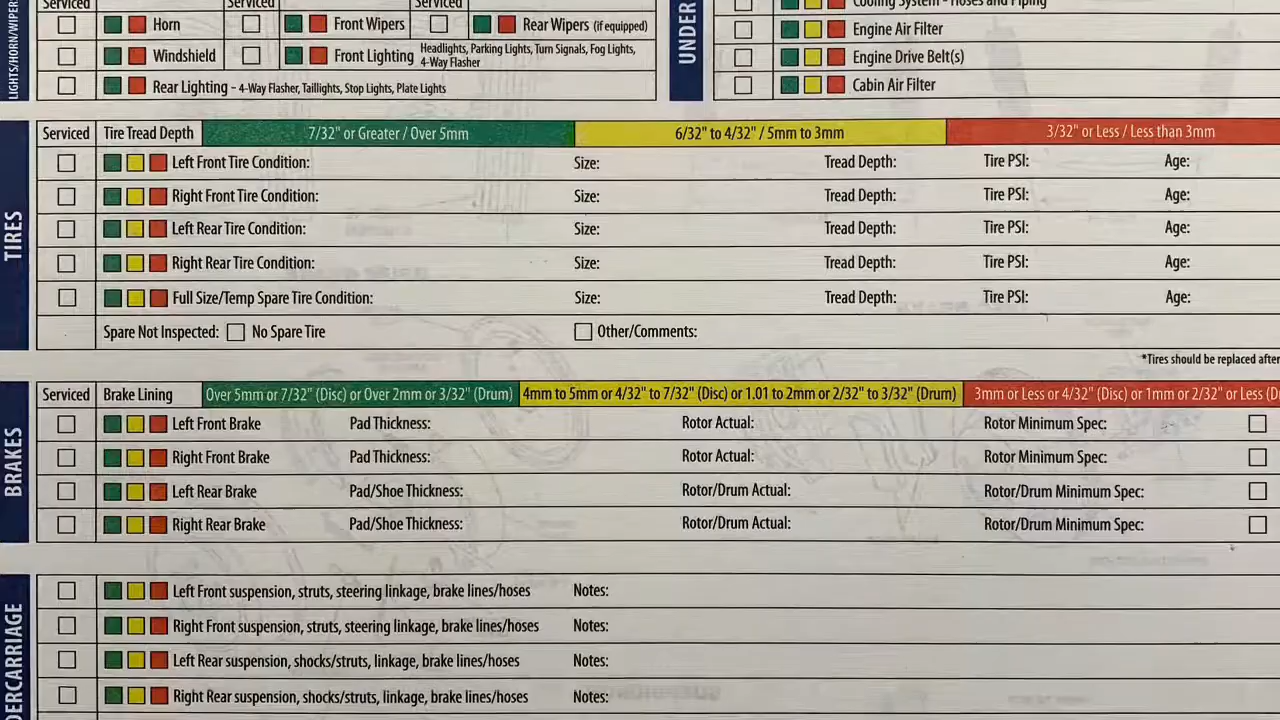 Serviced Serviced Serviced
LIGHTS/HORN/WIPERS
Horn Front Wipers Rear Wipers (if equipped)
Windshield Front Lighting Headlights, Parking Lights, Turn Signals, Fog Lights,
4-Way Flasher
Rear Lighting – 4-Way Flasher, Taillights, Stop Lights, Plate Lights
UNDER
Cooling System - Hoses and Piping
Engine Air Filter
Engine Drive Belt(s)
Cabin Air Filter
TIRES
Serviced Tire Tread Depth 7/32" or Greater / Over 5mm 6/32" to 4/32" / 5mm to 3mm 3/32" or Less / Less than 3mm
Left Front Tire Condition: Size: Tread Depth: Tire PSI: Age:
Right Front Tire Condition: Size: Tread Depth: Tire PSI: Age:
Left Rear Tire Condition: Size: Tread Depth: Tire PSI: Age:
Right Rear Tire Condition: Size: Tread Depth: Tire PSI: Age:
Full Size/Temp Spare Tire Condition: Size: Tread Depth: Tire PSI: Age:
Spare Not Inspected: No Spare Tire Other/Comments:
*Tires should be replaced after
BRAKES
Serviced Brake Lining Over 5mm or 7/32" (Disc) or Over 2mm or 3/32" (Drum) 4mm to 5mm or 4/32" to 7/32" (Disc) or 1.01 to 2mm or 2/32" to 3/32" (Drum) 3mm or Less or 4/32" (Disc) or 1mm or 2/32" or Less
Left Front Brake Pad Thickness: Rotor Actual: Rotor Minimum Spec:
Right Front Brake Pad Thickness: Rotor Actual: Rotor Minimum Spec:
Left Rear Brake Pad/Shoe Thickness: Rotor/Drum Actual: Rotor/Drum Minimum Spec:
Right Rear Brake Pad/Shoe Thickness: Rotor/Drum Actual: Rotor/Drum Minimum Spec:
DERCARRIAGE
Left Front suspension, struts, steering linkage, brake lines/hoses Notes:
Right Front suspension, struts, steering linkage, brake lines/hoses Notes:
Left Rear suspension, shocks/struts, linkage, brake lines/hoses Notes:
Right Rear suspension, shocks/struts, linkage, brake lines/hoses Notes: